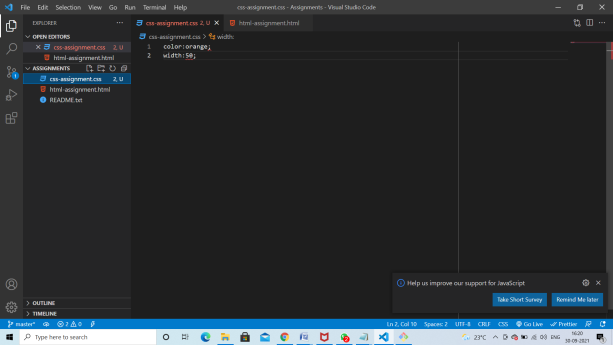 File Edit Selection View Go Run Terminal Help
css-assignment.css - Assignments - Visual Studio Code
EXPLORER
css-assignment.css 2, U
html-assignment.html
OPEN EDITORS
css-assignment.css > width:
css-assignment.css 2, U
1 color:orange;
html-assignment.html
2 width:50;
ASSIGNMENTS
css-assignment.css 2, U
html-assignment.html
README.txt
Help us improve our support for JavaScript
Take Short Survey
Remind Me later
OUTLINE
TIMELINE
master* 2 0
Ln 2, Col 10 Spaces: 2 UTF-8 CRLF CSS Go Live Prettier
Type here to search
23°C
ENG
16:20
30-09-2021